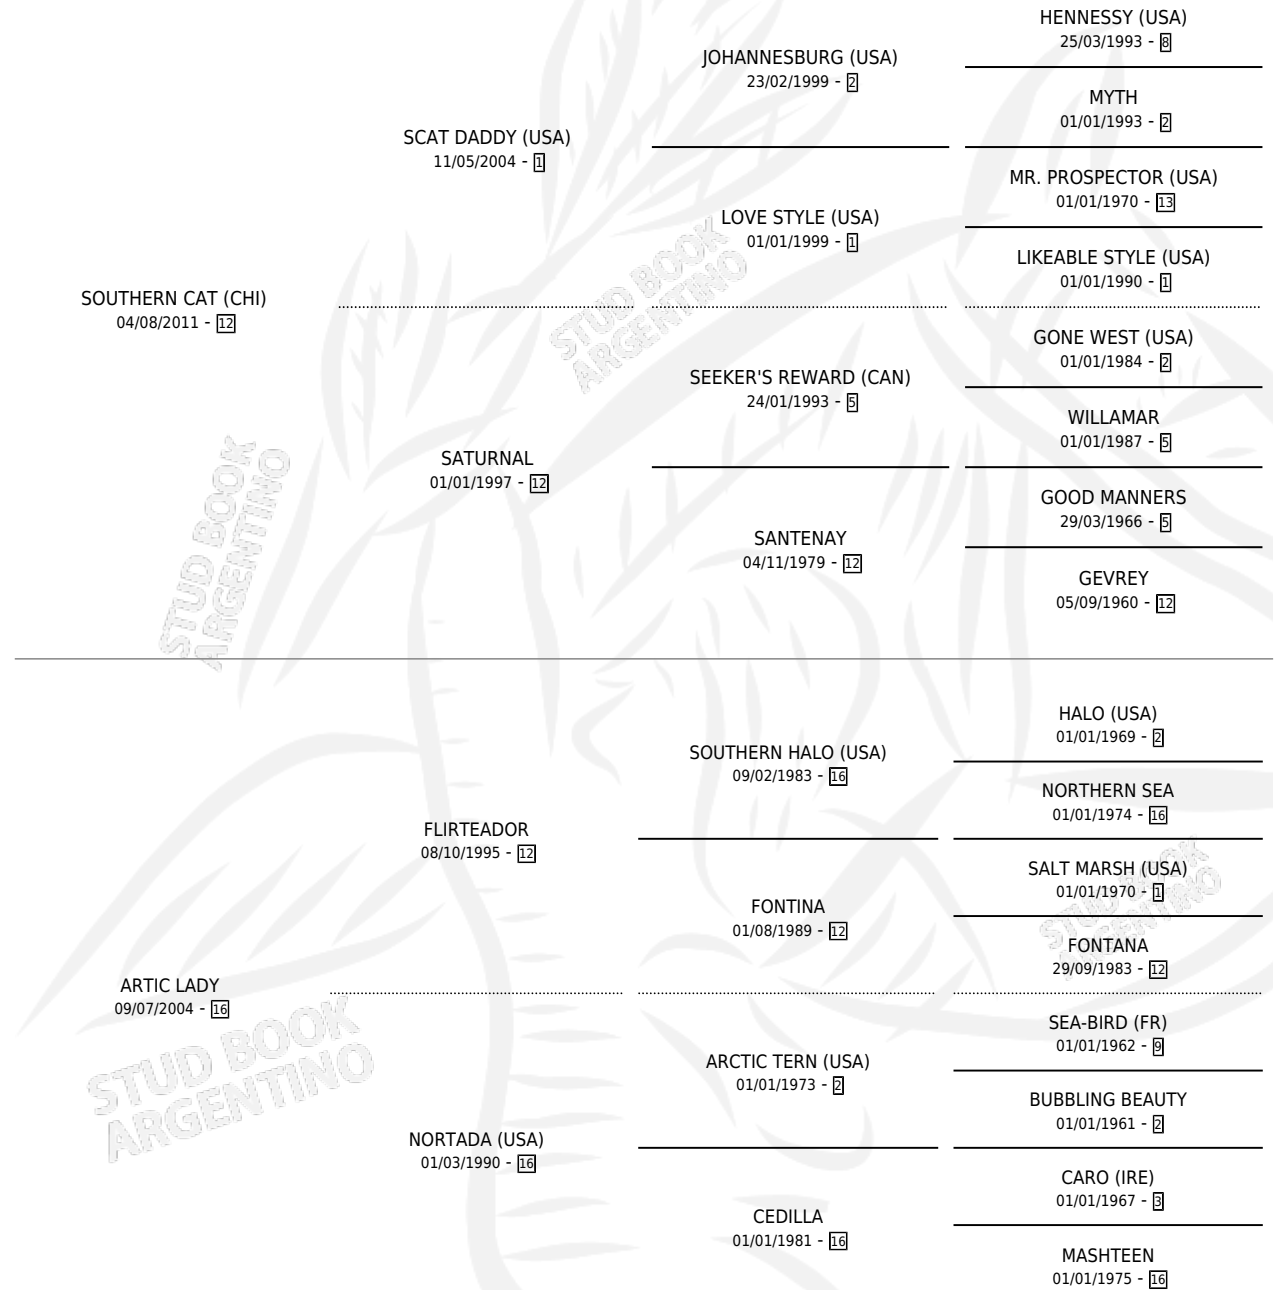 HENNESSY (USA)
25/03/1993 - 8
JOHANNESBURG (USA)
23/02/1999 - 2
MYTH
01/01/1993 - 2
SCAT DADDY (USA)
11/05/2004 - 1
MR. PROSPECTOR (USA)
01/01/1970 - 13
LOVE STYLE (USA)
01/01/1999 - 1
LIKEABLE STYLE (USA)
01/01/1990 - 1
STUD BOOK
ARGENTINO
SOUTHERN CAT (CHI)
04/08/2011 - 12
GONE WEST (USA)
01/01/1984 - 2
SEEKER'S REWARD (CAN)
24/01/1993 - 5
WILLAMAR
01/01/1987 - 5
SATURNAL
01/01/1997 - 12
GOOD MANNERS
29/03/1966 - 5
SANTENAY
04/11/1979 - 12
GEVREY
05/09/1960 - 12
STUD BOOK
ARGENTINO
HALO (USA)
01/01/1969 - 2
SOUTHERN HALO (USA)
09/02/1983 - 16
NORTHERN SEA
01/01/1974 - 16
FLIRTEADOR
08/10/1995 - 12
SALT MARSH (USA)
01/01/1970 - 1
FONTINA
01/08/1989 - 12
FONTANA
29/09/1983 - 12
STUD BOOK
ARGENTINO
ARTIC LADY
09/07/2004 - 16
SEA-BIRD (FR)
01/01/1962 - 9
ARCTIC TERN (USA)
01/01/1973 - 2
BUBBLING BEAUTY
01/01/1961 - 2
NORTADA (USA)
01/03/1990 - 16
CARO (IRE)
01/01/1967 - 3
CEDILLA
01/01/1981 - 16
MASHTEEN
01/01/1975 - 16
STUD BOOK
ARGENTINO